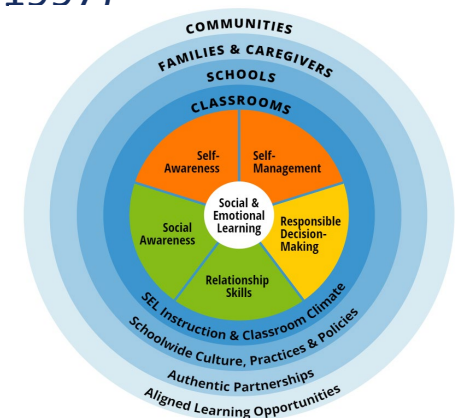 COMMUNITIES
FAMILIES & CAREGIVERS
SCHOOLS
CLASSROOMS
Self-
Awareness
Self-
Management
Social &
Emotional
Learning
Social
Awareness
Responsible
Decision-
Making
Relationship
Skills
SEL Instruction & Classroom Climate
Schoolwide Culture, Practices & Policies
Authentic Partnerships
Aligned Learning Opportunities